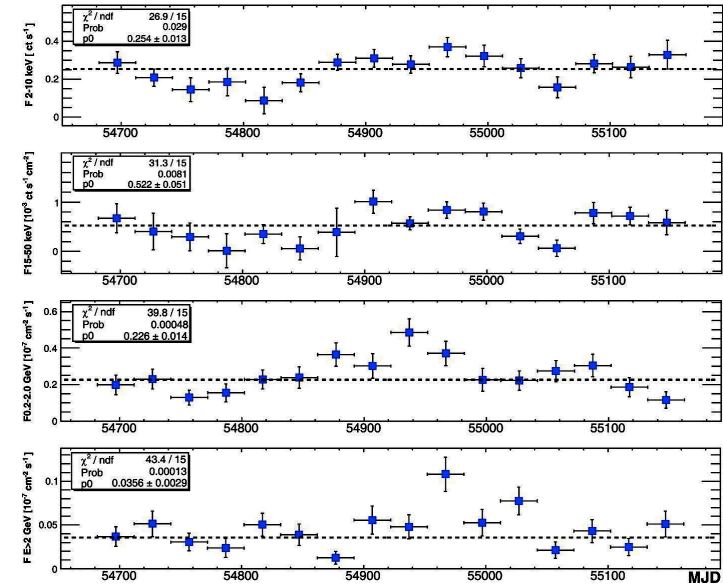 F 2-10 keV [ ct s⁻¹ ]
χ² / ndf 26.9 / 15
Prob 0.029
p0 0.254 ± 0.013
0.4
0.2
0
54700 54800 54900 55000 55100
F15-50 keV [10⁻³ ct s⁻¹ cm⁻²]
χ² / ndf 31.3 / 15
Prob 0.0081
p0 0.522 ± 0.051
1
0
54700 54800 54900 55000 55100
F0.2-2.0 GeV [10⁻⁷ cm⁻² s⁻¹]
χ² / ndf 39.8 / 15
Prob 0.00048
p0 0.226 ± 0.014
0.6
0.4
0.2
0
54700 54800 54900 55000 55100
F E>2 GeV [10⁻⁷ cm⁻² s⁻¹ ]
χ² / ndf 43.4 / 15
Prob 0.00013
p0 0.0356 ± 0.0029
0.1
0.05
0
54700 54800 54900 55000 55100
MJD